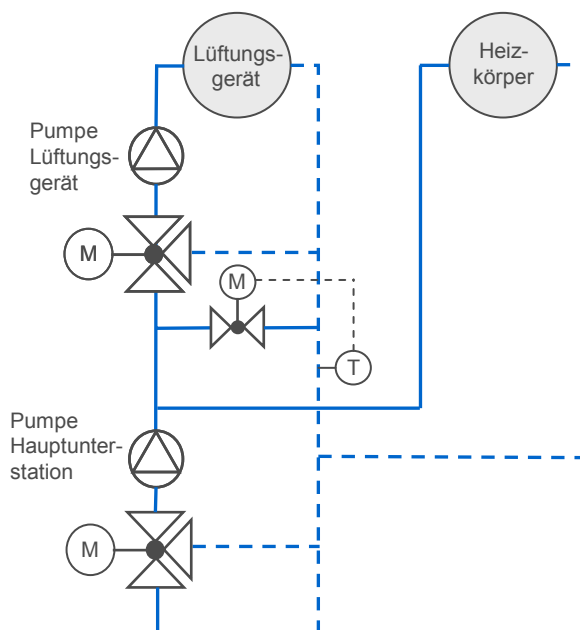 Lüftungs-
gerät
Heiz-
körper
Pumpe
Lüftungs-
gerät
M
M
T
Pumpe
Hauptunter-
station
M